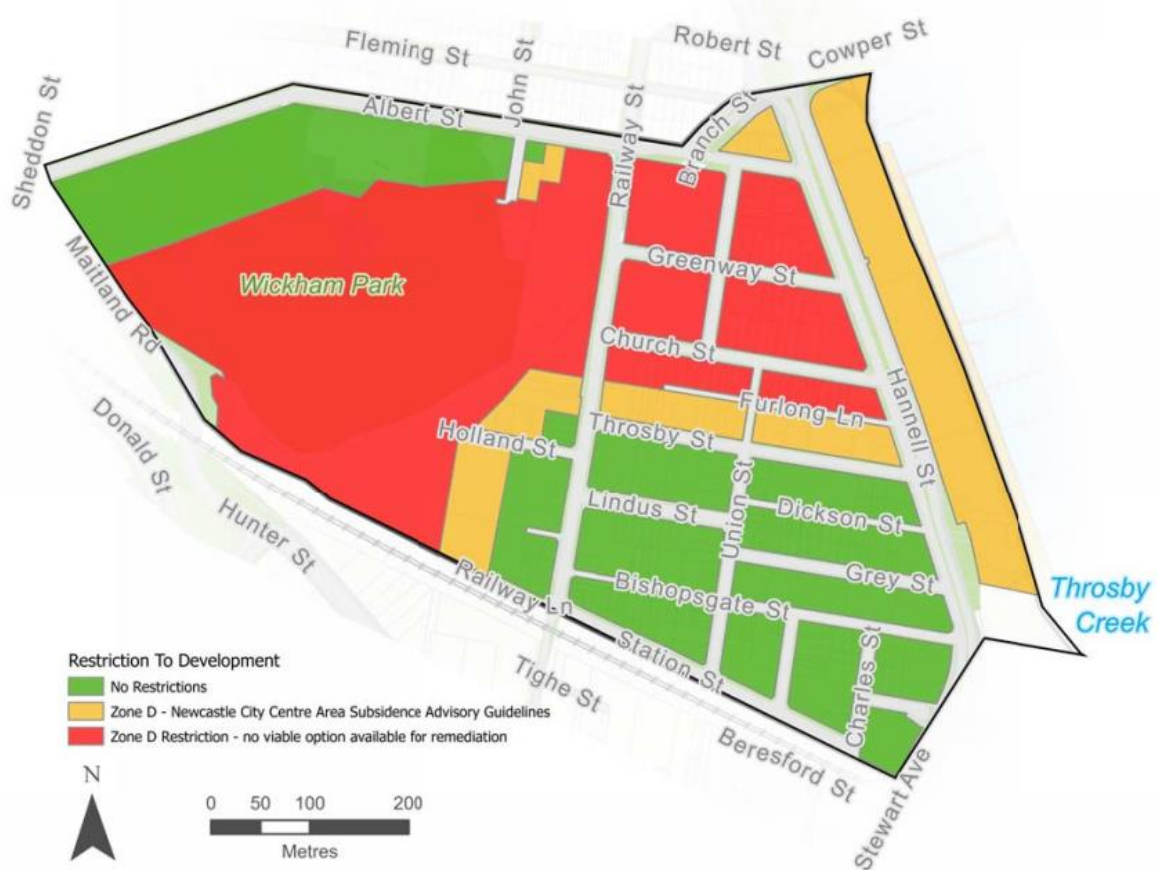 Fleming St
John St
Robert St
Cowper St
Sheddon St
Albert St
Railway St
Branch St
Maitland Rd
Wickham Park
Greenway St
Church St
Hannell St
Furlong Ln
Donald St
Holland St
Throsby St
Hunter St
Lindus St
Union St
Dickson St
Railway Ln
Bishopsgate St
Grey St
Throsby
Creek
Station St
Charles St
Tighe St
Beresford St
Stewart Ave
Restriction To Development
No Restrictions
Zone D - Newcastle City Centre Area Subsidence Advisory Guidelines
Zone D Restriction - no viable option available for remediation
N
0 50 100 200
Metres